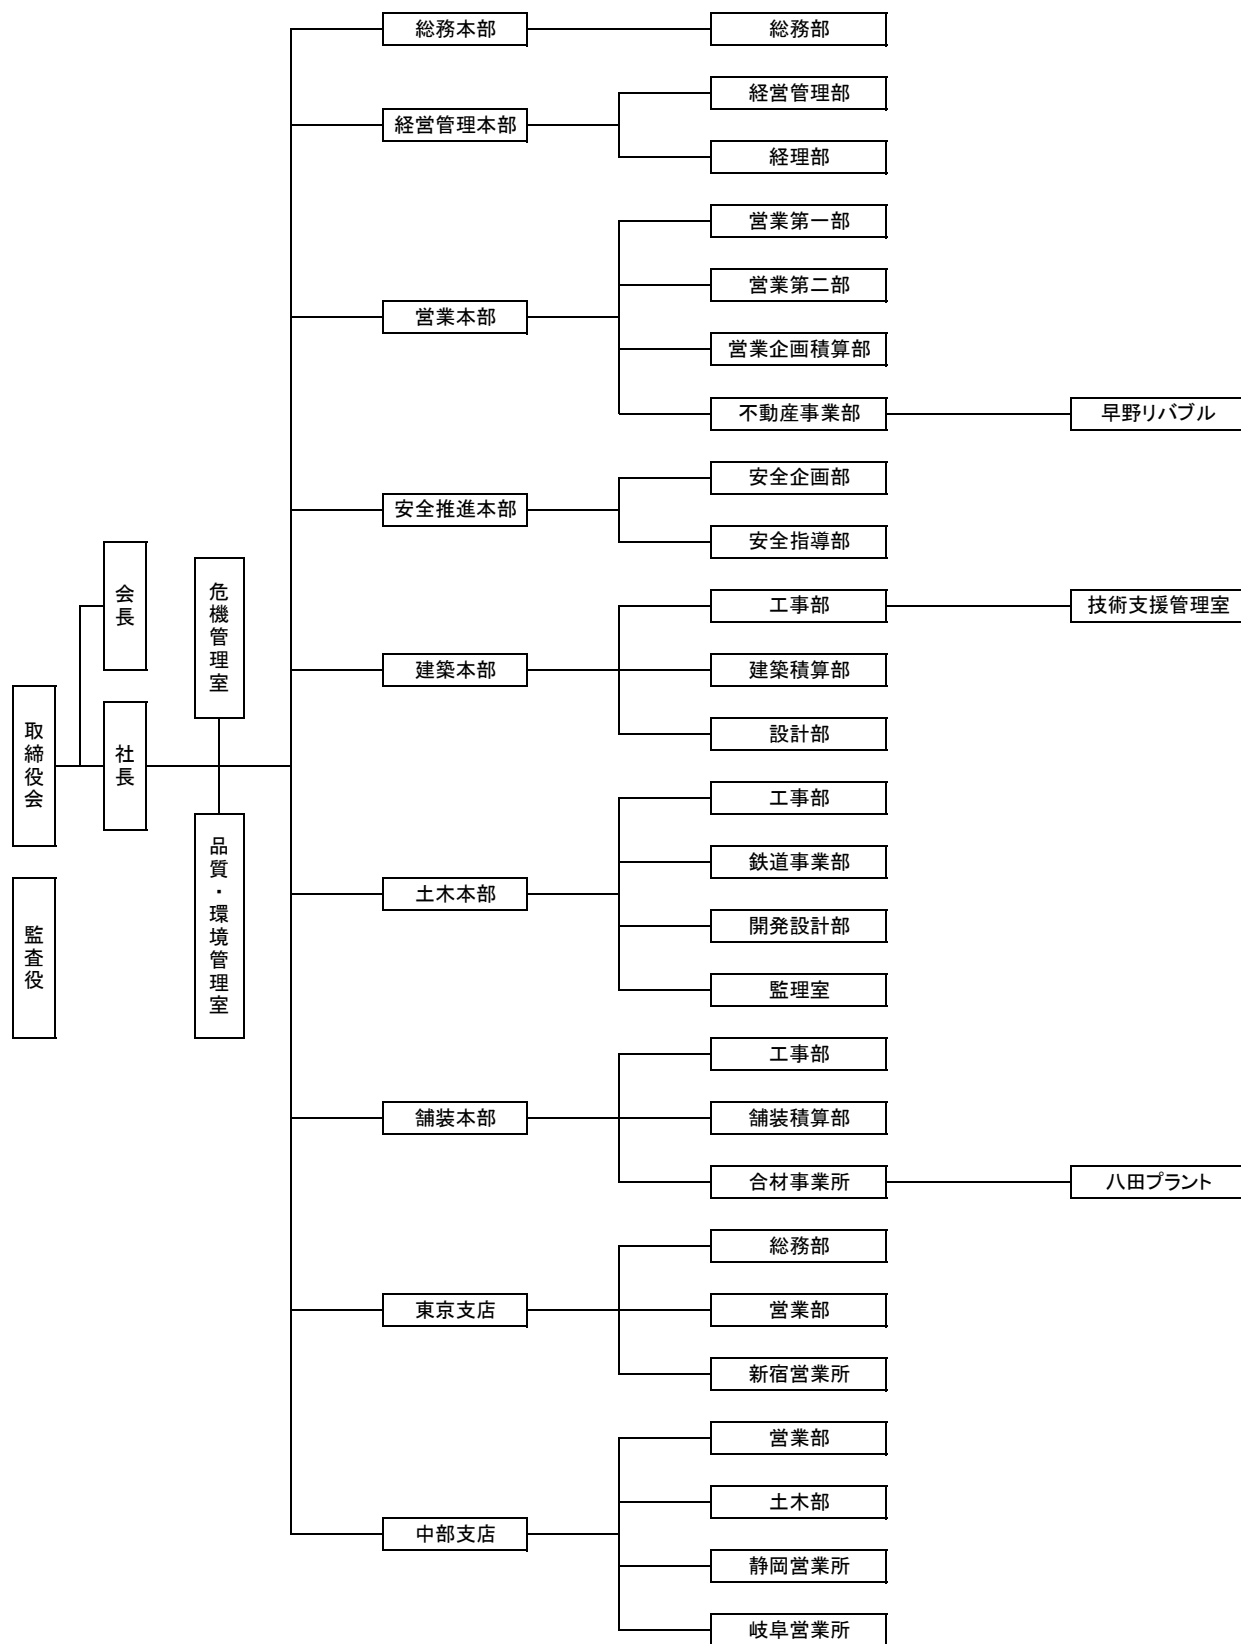 取締役会
監査役
会長
社長
危機管理室
品質・環境管理室
総務本部
総務部
経営管理本部
経営管理部
経理部
営業本部
営業第一部
営業第二部
営業企画積算部
不動産事業部
早野リバブル
安全推進本部
安全企画部
安全指導部
建築本部
工事部
技術支援管理室
建築積算部
設計部
土木本部
工事部
鉄道事業部
開発設計部
監理室
舗装本部
工事部
舗装積算部
合材事業所
八田プラント
東京支店
総務部
営業部
新宿営業所
中部支店
営業部
土木部
静岡営業所
岐阜営業所